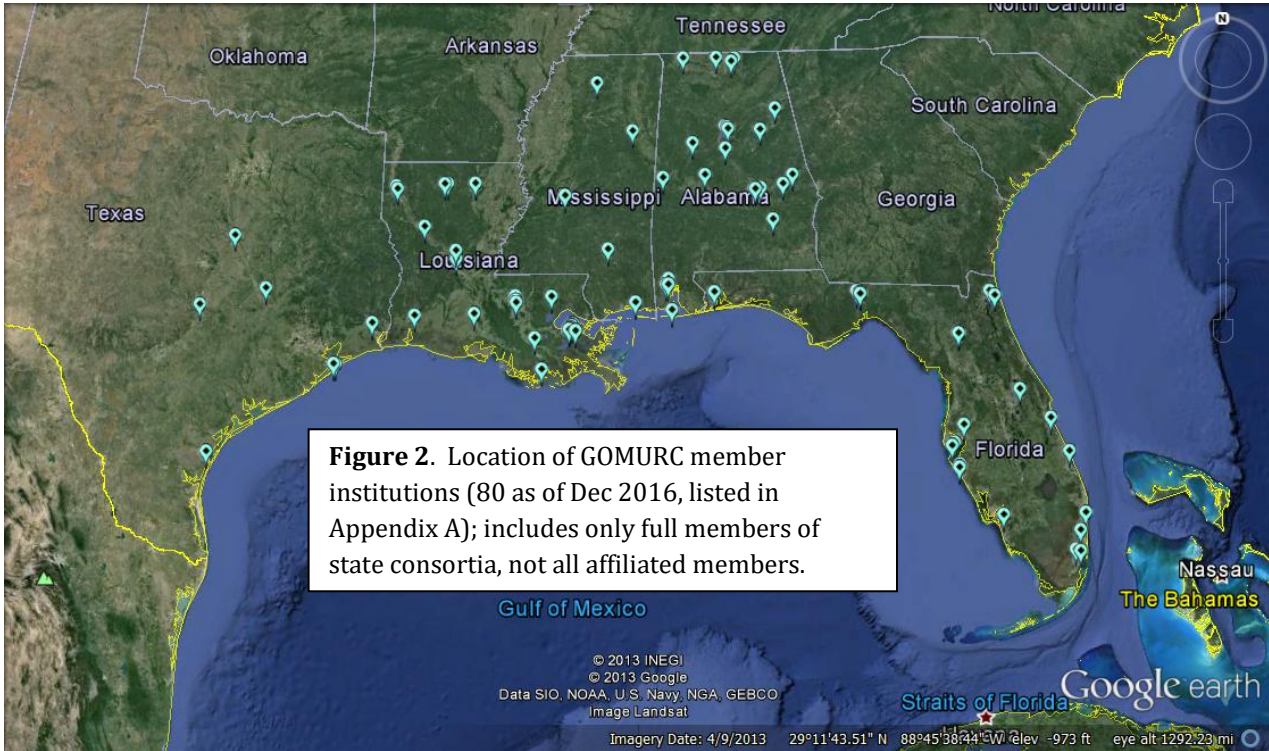 North Carolina
N
Tennessee
Oklahoma
Arkansas
South Carolina
Texas
Mississippi
Alabama
Georgia
Louisiana
Figure 2. Location of GOMURC member
institutions (80 as of Dec 2016, listed in
Appendix A); includes only full members of
state consortia, not all affiliated members.
Florida
Nassau
The Bahamas
Gulf of Mexico
© 2013 INEGI
© 2013 Google
Data SIO, NOAA, U.S. Navy, NGA, GEBCO
Image Landsat
Google earth
Straits of Florida
Havana
Imagery Date: 4/9/2013 29°11'43.51" N 88°45'38.44" W elev -973 ft eye alt 1292.23 mi